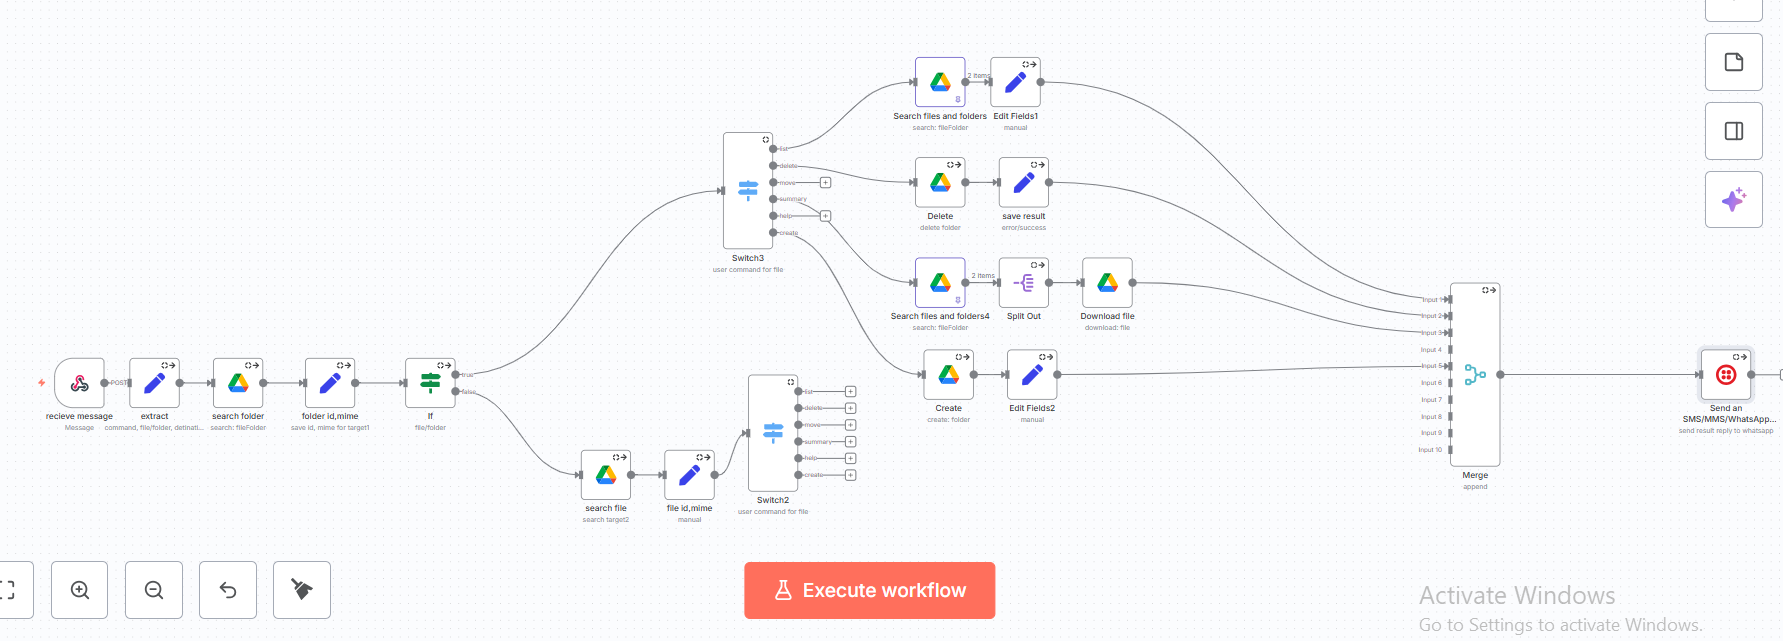 2 items
Search files and folders
search: fileFolder
Edit Fields1
manual
list
delete
move
summary
help
create
Switch3
user command for file
Delete
delete folder
save result
error/success
2 items
Search files and folders4
search: fileFolder
Split Out
Download file
download: file
Create
create: folder
Edit Fields2
manual
POST
recieve message
Message
extract
command, file/folder, detinati...
search folder
search: fileFolder
folder id,mime
save id, mime for target1
true
false
If
file/folder
search file
search target2
file id,mime
manual
list
delete
move
summary
help
create
Switch2
user command for file
Input 1
Input 2
Input 3
Input 4
Input 5
Input 6
Input 7
Input 8
Input 9
Input 10
Merge
append
Send an
SMS/MMS/WhatsApp...
send result reply to whatsapp
Execute workflow
Activate Windows
Go to Settings to activate Windows.